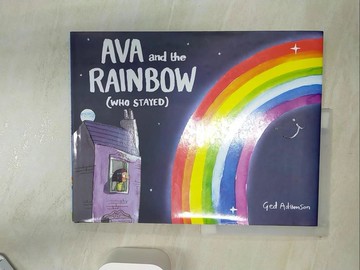 AVA and the
RAINBOW
(WHO STAYED)
Ged Adamson